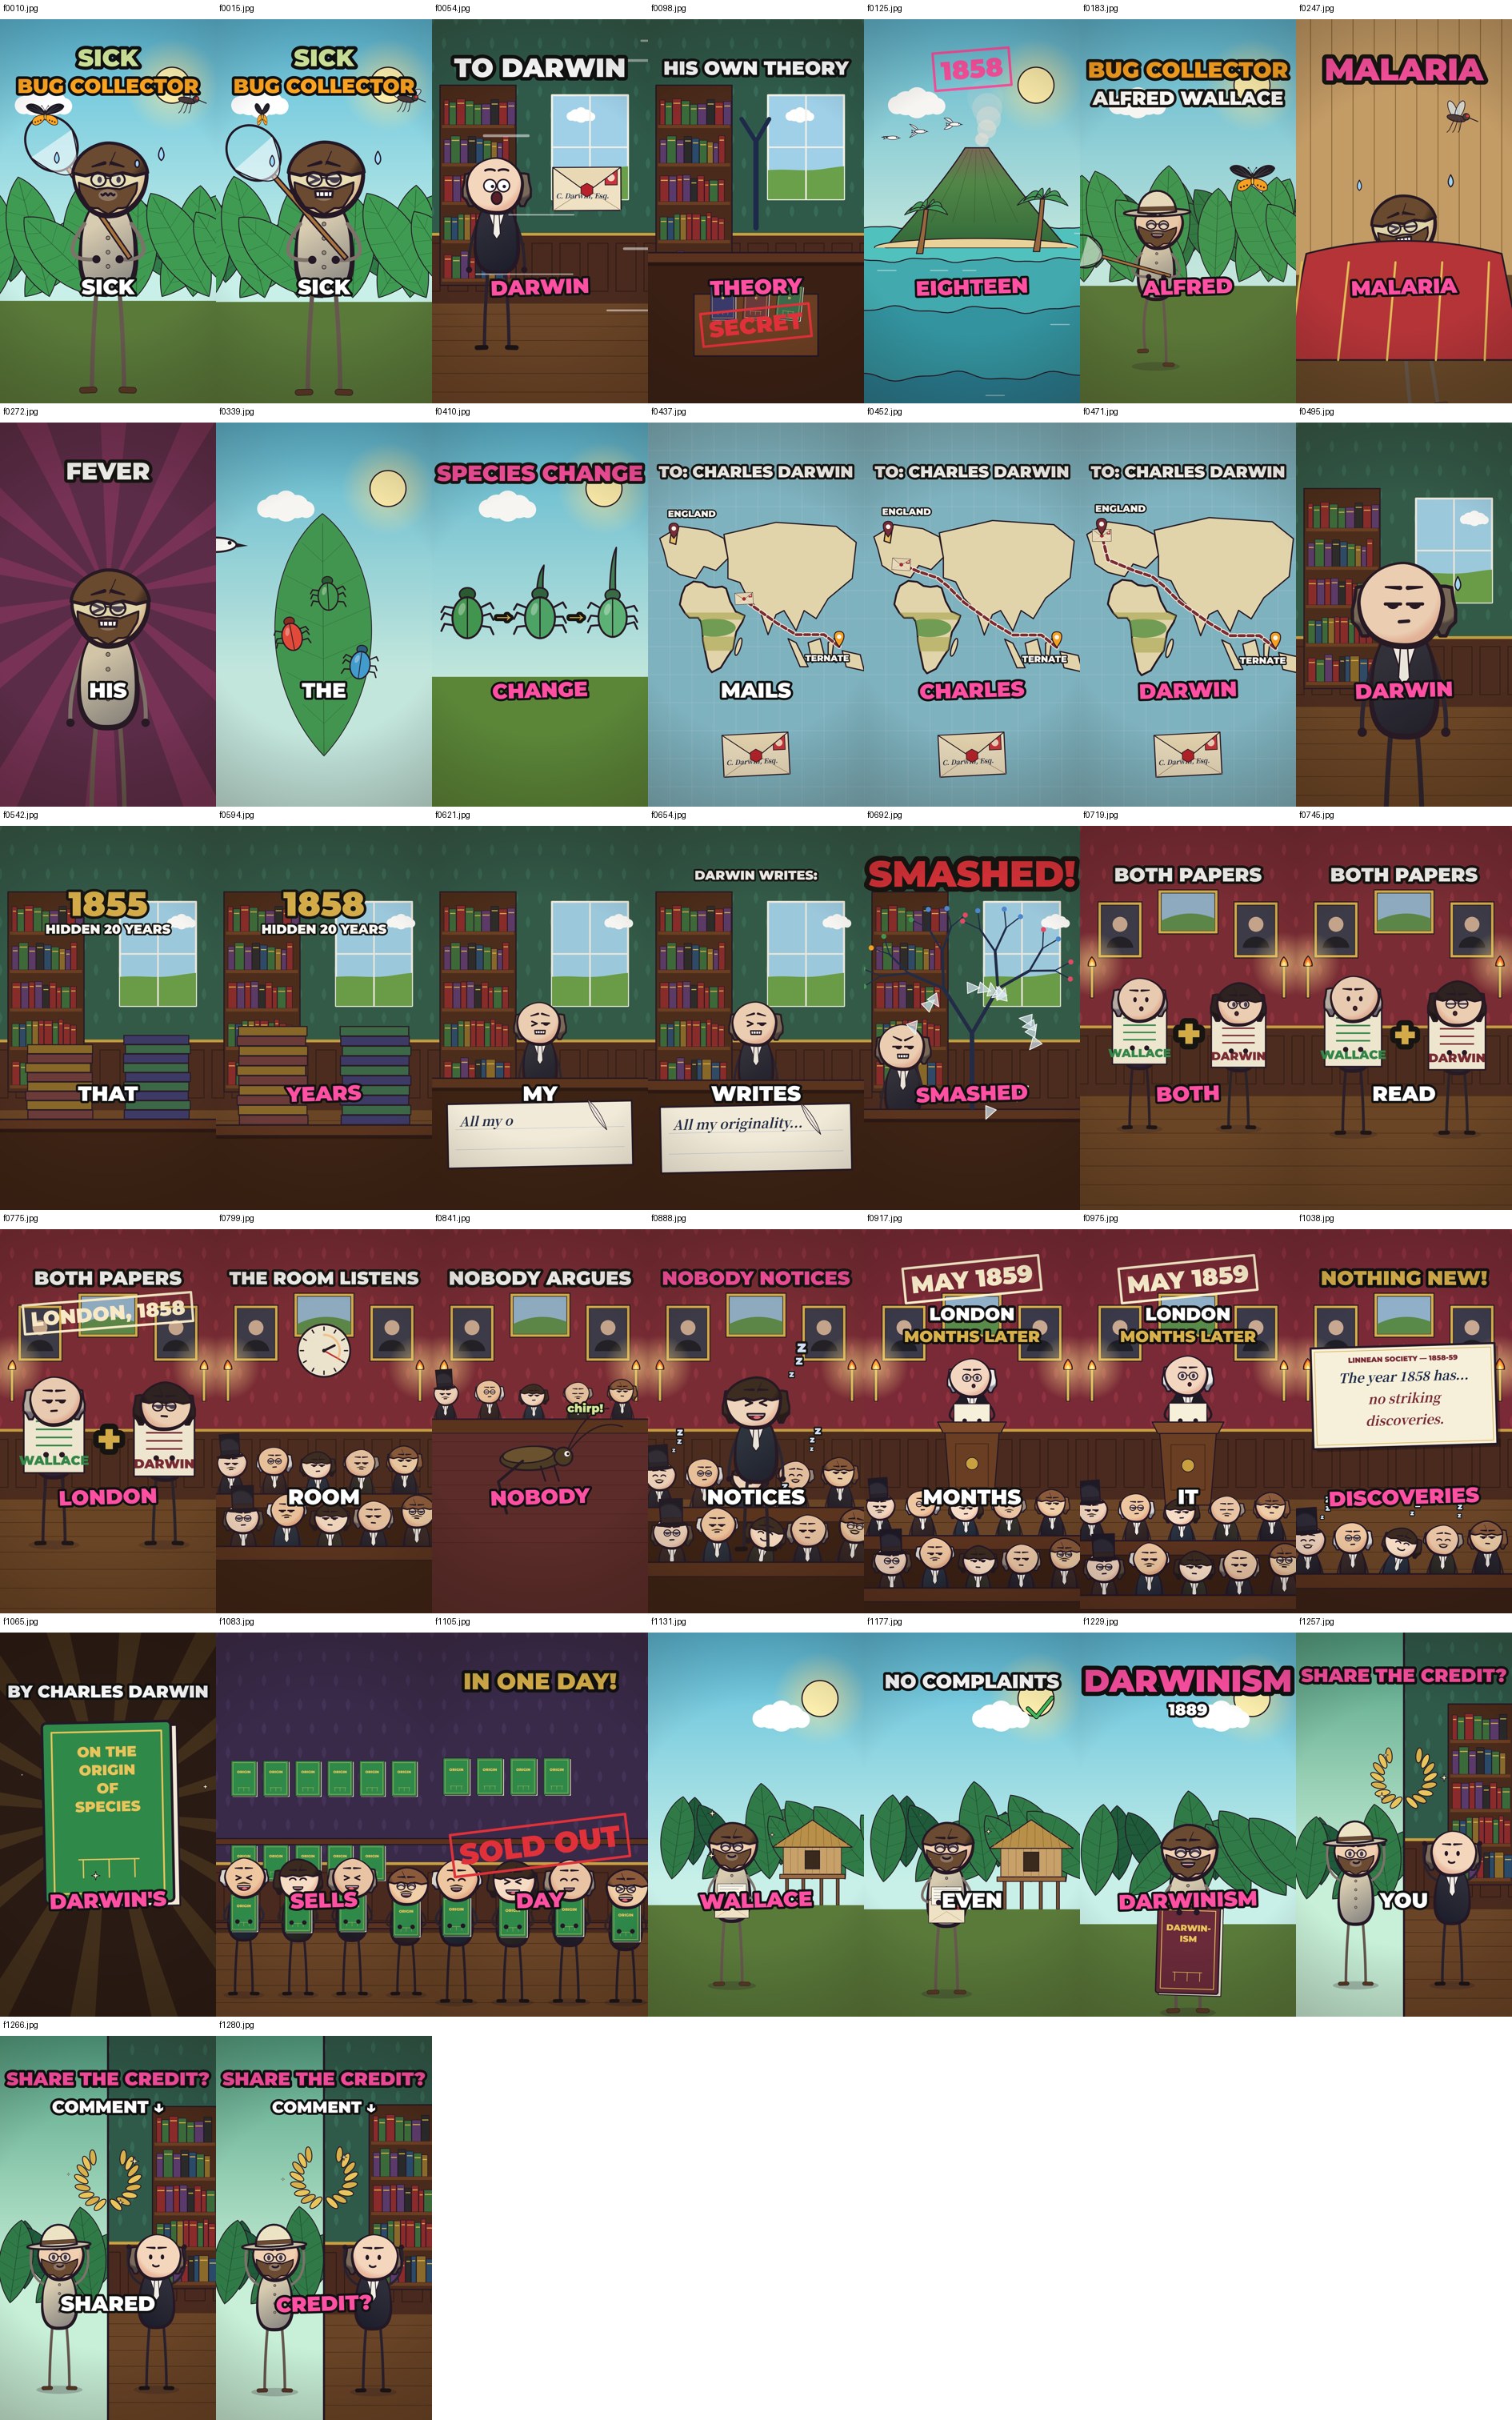 f0010.jpg
SICK
BUG COLLECTOR
SICK
f0015.jpg
SICK
BUG COLLECTOR
SICK
f0054.jpg
TO DARWIN
C. Darwin, Esq.
DARWIN
f0098.jpg
HIS OWN THEORY
THEORY
SECRET
f0125.jpg
1858
EIGHTEEN
f0183.jpg
BUG COLLECTOR
ALFRED WALLACE
ALFRED
f0247.jpg
MALARIA
MALARIA
f0272.jpg
FEVER
HIS
f0339.jpg
THE
f0410.jpg
SPECIES CHANGE
CHANGE
f0437.jpg
TO: CHARLES DARWIN
ENGLAND
TERNATE
MAILS
C. Darwin, Esq.
f0452.jpg
TO: CHARLES DARWIN
ENGLAND
TERNATE
CHARLES
C. Darwin, Esq.
f0471.jpg
TO: CHARLES DARWIN
ENGLAND
TERNATE
DARWIN
C. Darwin, Esq.
f0495.jpg
DARWIN
f0542.jpg
1855
HIDDEN 20 YEARS
THAT
f0594.jpg
1858
HIDDEN 20 YEARS
YEARS
f0621.jpg
MY
All my o
f0654.jpg
DARWIN WRITES:
WRITES
All my originality...
f0692.jpg
SMASHED!
SMASHED
f0719.jpg
BOTH PAPERS
WALLACE
DARWIN
BOTH
f0745.jpg
BOTH PAPERS
WALLACE
DARWIN
READ
f0775.jpg
BOTH PAPERS
LONDON, 1858
WALLACE
DARWIN
LONDON
f0799.jpg
THE ROOM LISTENS
ROOM
f0841.jpg
NOBODY ARGUES
chirp!
NOBODY
f0888.jpg
NOBODY NOTICES
z
z
z
z
z
z
z
z
z
NOTICES
f0917.jpg
MAY 1859
LONDON
MONTHS LATER
MONTHS
f0975.jpg
MAY 1859
LONDON
MONTHS LATER
IT
f1038.jpg
NOTHING NEW!
LINNEAN SOCIETY — 1858-59
The year 1858 has...
no striking
discoveries.
DISCOVERIES
f1065.jpg
BY CHARLES DARWIN
ON THE
ORIGIN
OF
SPECIES
DARWIN'S
f1083.jpg
SELLS
f1105.jpg
IN ONE DAY!
SOLD OUT
DAY
f1131.jpg
WALLACE
f1177.jpg
NO COMPLAINTS
EVEN
f1229.jpg
DARWINISM
1889
DARWINISM
DARWIN-
ISM
f1257.jpg
SHARE THE CREDIT?
YOU
f1266.jpg
SHARE THE CREDIT?
COMMENT ↓
SHARED
f1280.jpg
SHARE THE CREDIT?
COMMENT ↓
CREDIT?